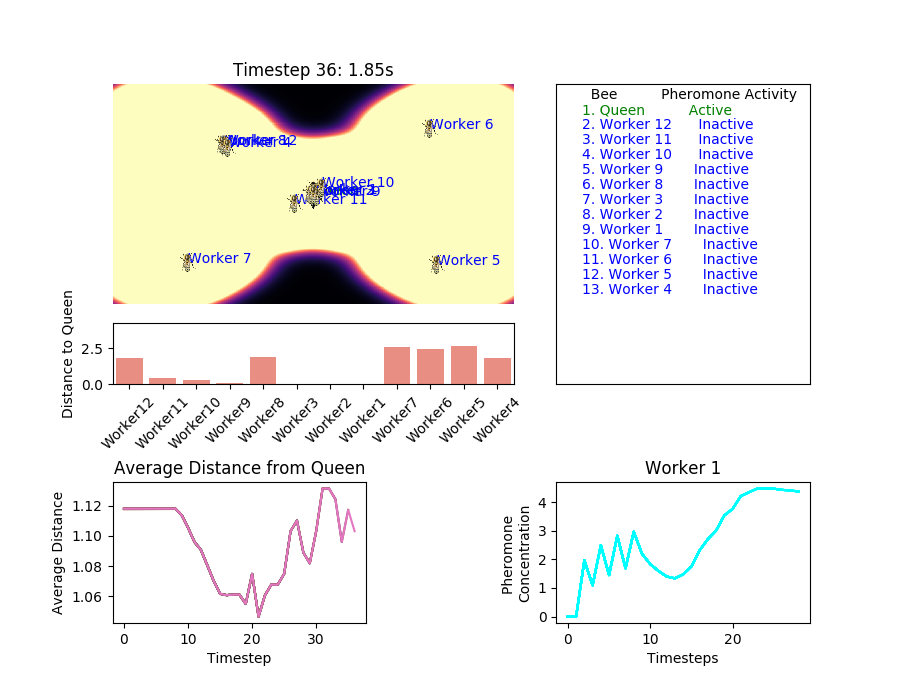 Timestep 36: 1.85s
Worker 6
Worker 10
Worker 11
Worker 7
Worker 5
Distance to Queen
2.5
0.0
Worker12
Worker11
Worker10
Worker9
Worker8
Worker3
Worker2
Worker1
Worker7
Worker6
Worker5
Worker4
Bee Pheromone Activity
1. Queen Active
2. Worker 12 Inactive
3. Worker 11 Inactive
4. Worker 10 Inactive
5. Worker 9 Inactive
6. Worker 8 Inactive
7. Worker 3 Inactive
8. Worker 2 Inactive
9. Worker 1 Inactive
10. Worker 7 Inactive
11. Worker 6 Inactive
12. Worker 5 Inactive
13. Worker 4 Inactive
Average Distance from Queen
Average Distance
1.12
1.10
1.08
1.06
0 10 20 30
Timestep
Worker 1
Pheromone
Concentration
4
3
2
1
0
0 10 20
Timesteps